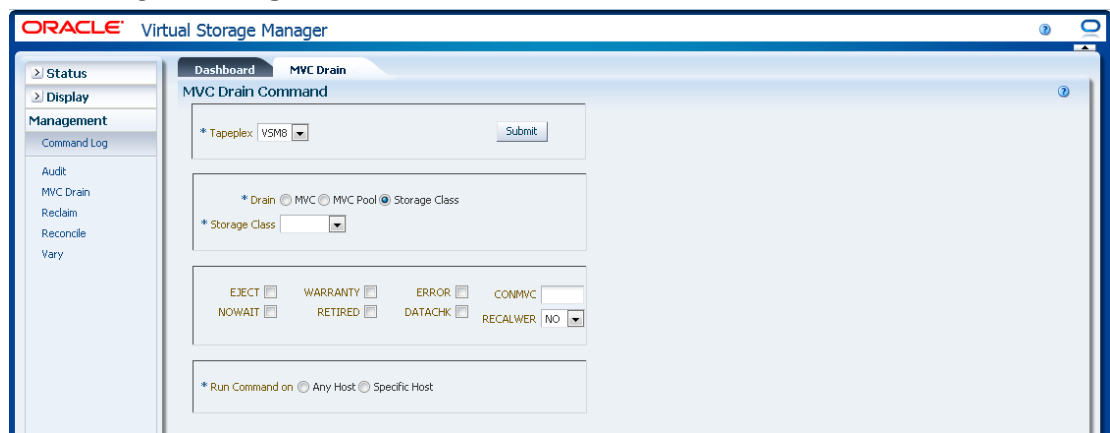 ORACLE Virtual Storage Manager
Status
Display
Management
Command Log
Audit
MVC Drain
Reclaim
Reconcile
Vary
Dashboard MVC Drain
MVC Drain Command
* Tapeplex VSM8 Submit
* Drain MVC MVC Pool Storage Class
* Storage Class
EJECT WARRANTY ERROR CONMVC
NOWAIT RETIRED DATACHK RECALWER NO
* Run Command on Any Host Specific Host